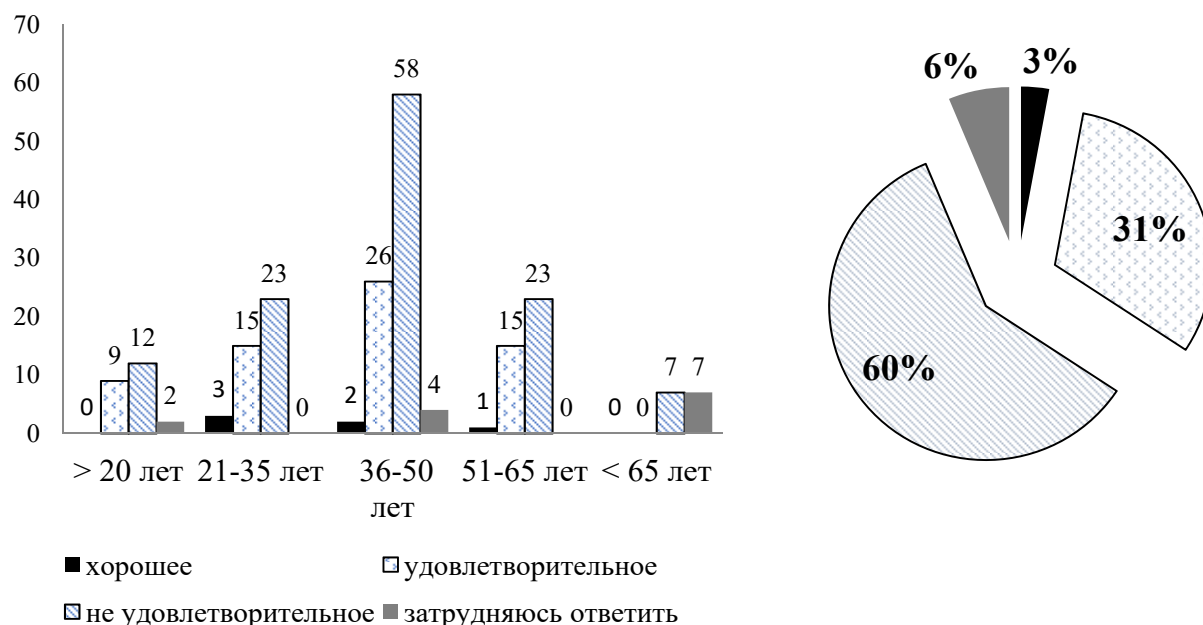 70
60
50
40
30
20
10
0
0 9 12 2
3 15 23 0
2 26 58 4
1 15 23 0
0 0 7 7
> 20 лет 21-35 лет 36-50 51-65 лет < 65 лет
лет
хорошее удовлетворительное
не удовлетворительное затрудняюсь ответить
6% 3%
31%
60%